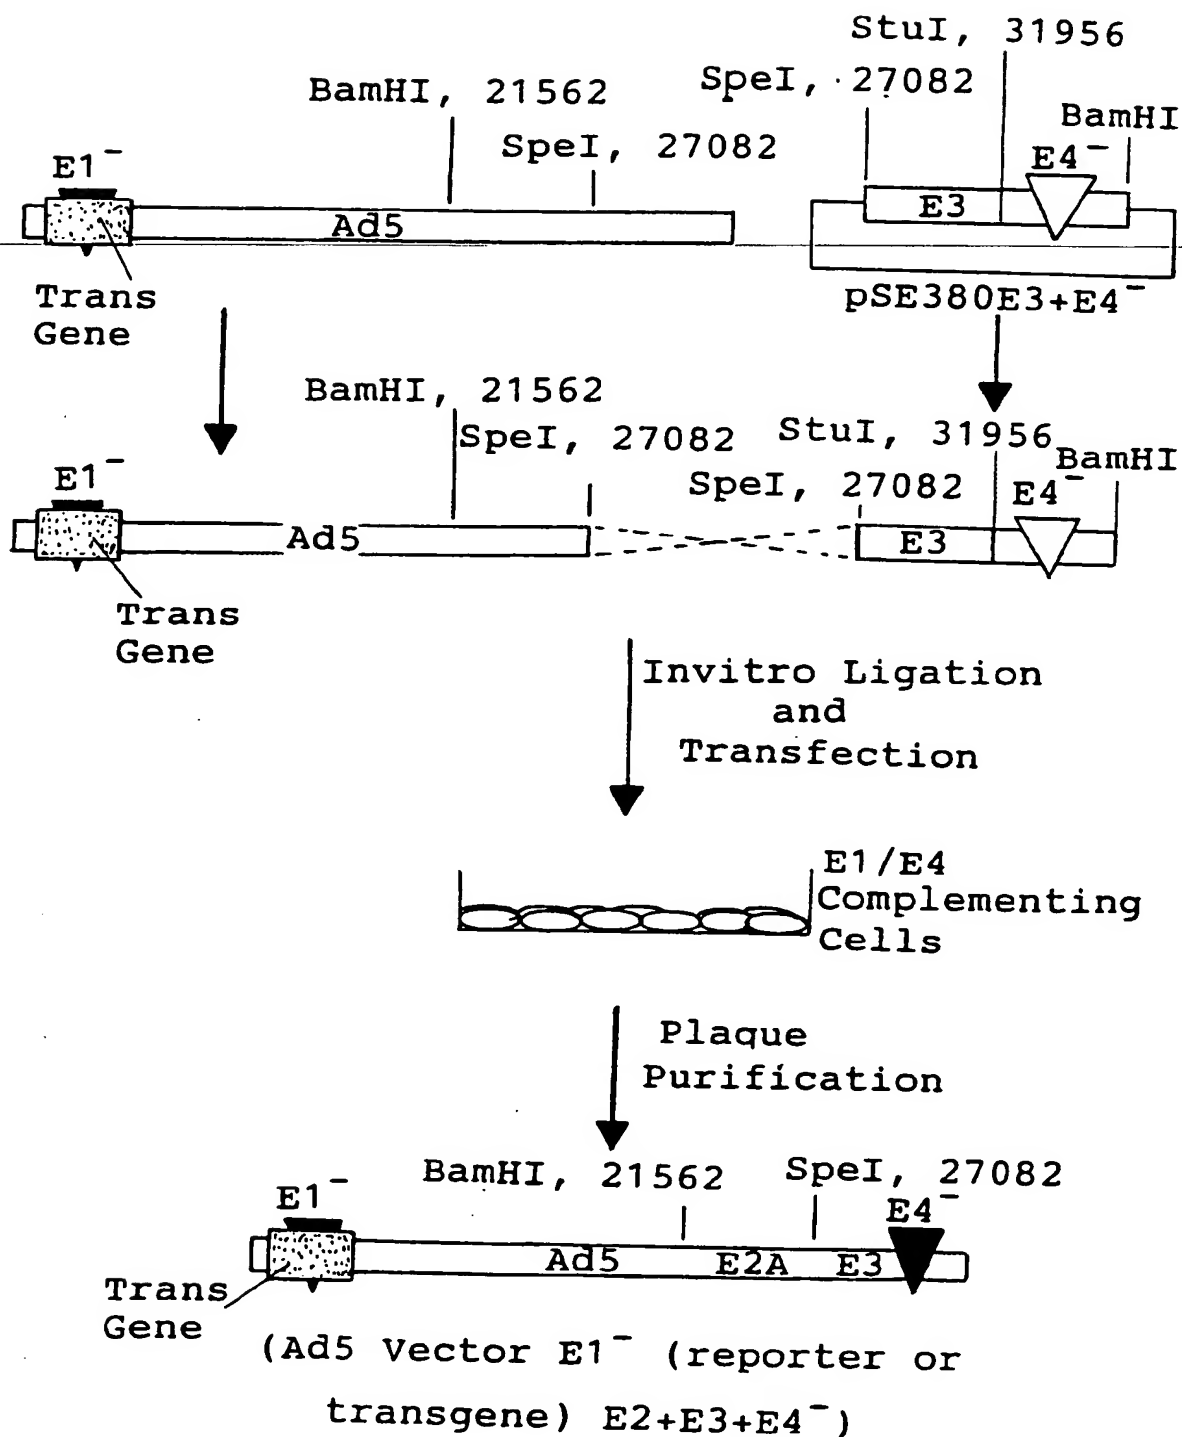 StuI, 31956
SpeI, 27082
BamHI, 21562
BamHI
SpeI, 27082
E1⁻
E4⁻
E3
Ad5
Trans
Gene
pSE380E3+E4⁻
BamHI, 21562
SpeI, 27082
StuI, 31956
BamHI
SpeI, 27082
E1⁻
E4⁻
Ad5
E3
Trans
Gene
Invitro Ligation
and
Transfection
E1/E4
Complementing
Cells
Plaque
Purification
BamHI, 21562
SpeI, 27082
E1⁻
E4⁻
Ad5
E2A
E3
Trans
Gene
(Ad5 Vector E1⁻ (reporter or
transgene) E2+E3+E4⁻)